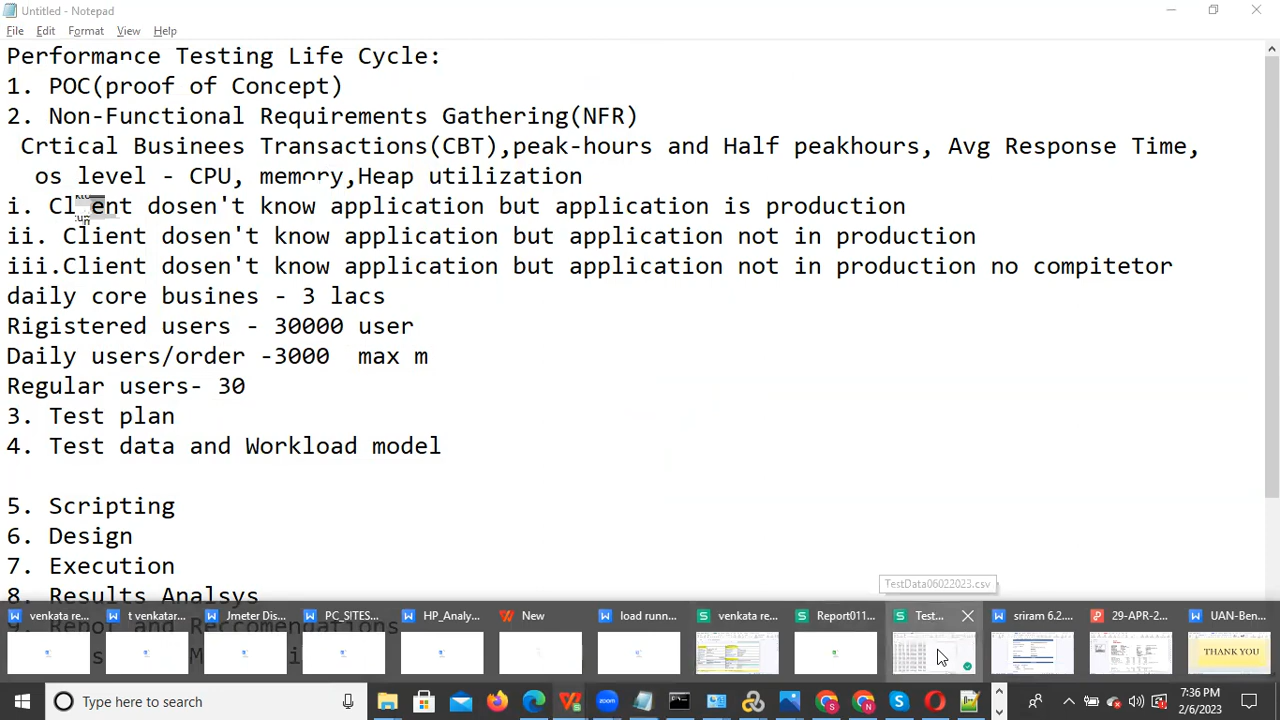 Untitled - Notepad
File Edit Format View Help
Performance Testing Life Cycle:
1. POC(proof of Concept)
2. Non-Functional Requirements Gathering(NFR)
Crtical Businees Transactions(CBT),peak-hours and Half peakhours, Avg Response Time,
os level - CPU, memory,Heap utilization
i. Client dosen't know application but application is production
ii. Client dosen't know application but application not in production
iii.Client dosen't know application but application not in production no compitetor
daily core busines - 3 lacs
Rigistered users - 30000 user
Daily users/order -3000 max m
Regular users- 30
3. Test plan
4. Test data and Workload model
5. Scripting
6. Design
7. Execution
8. Results Analsys
TestData06022023.csv
venkata re... t venkatar... Jmeter Dis... PC_SITES... HP_Analy... New load runn... venkata re... Report011... Test... sriram 6.2... 29-APR-2... UAN-Ben...
and Reccomendations
THANK YOU
Type here to search
7:36 PM
2/6/2023